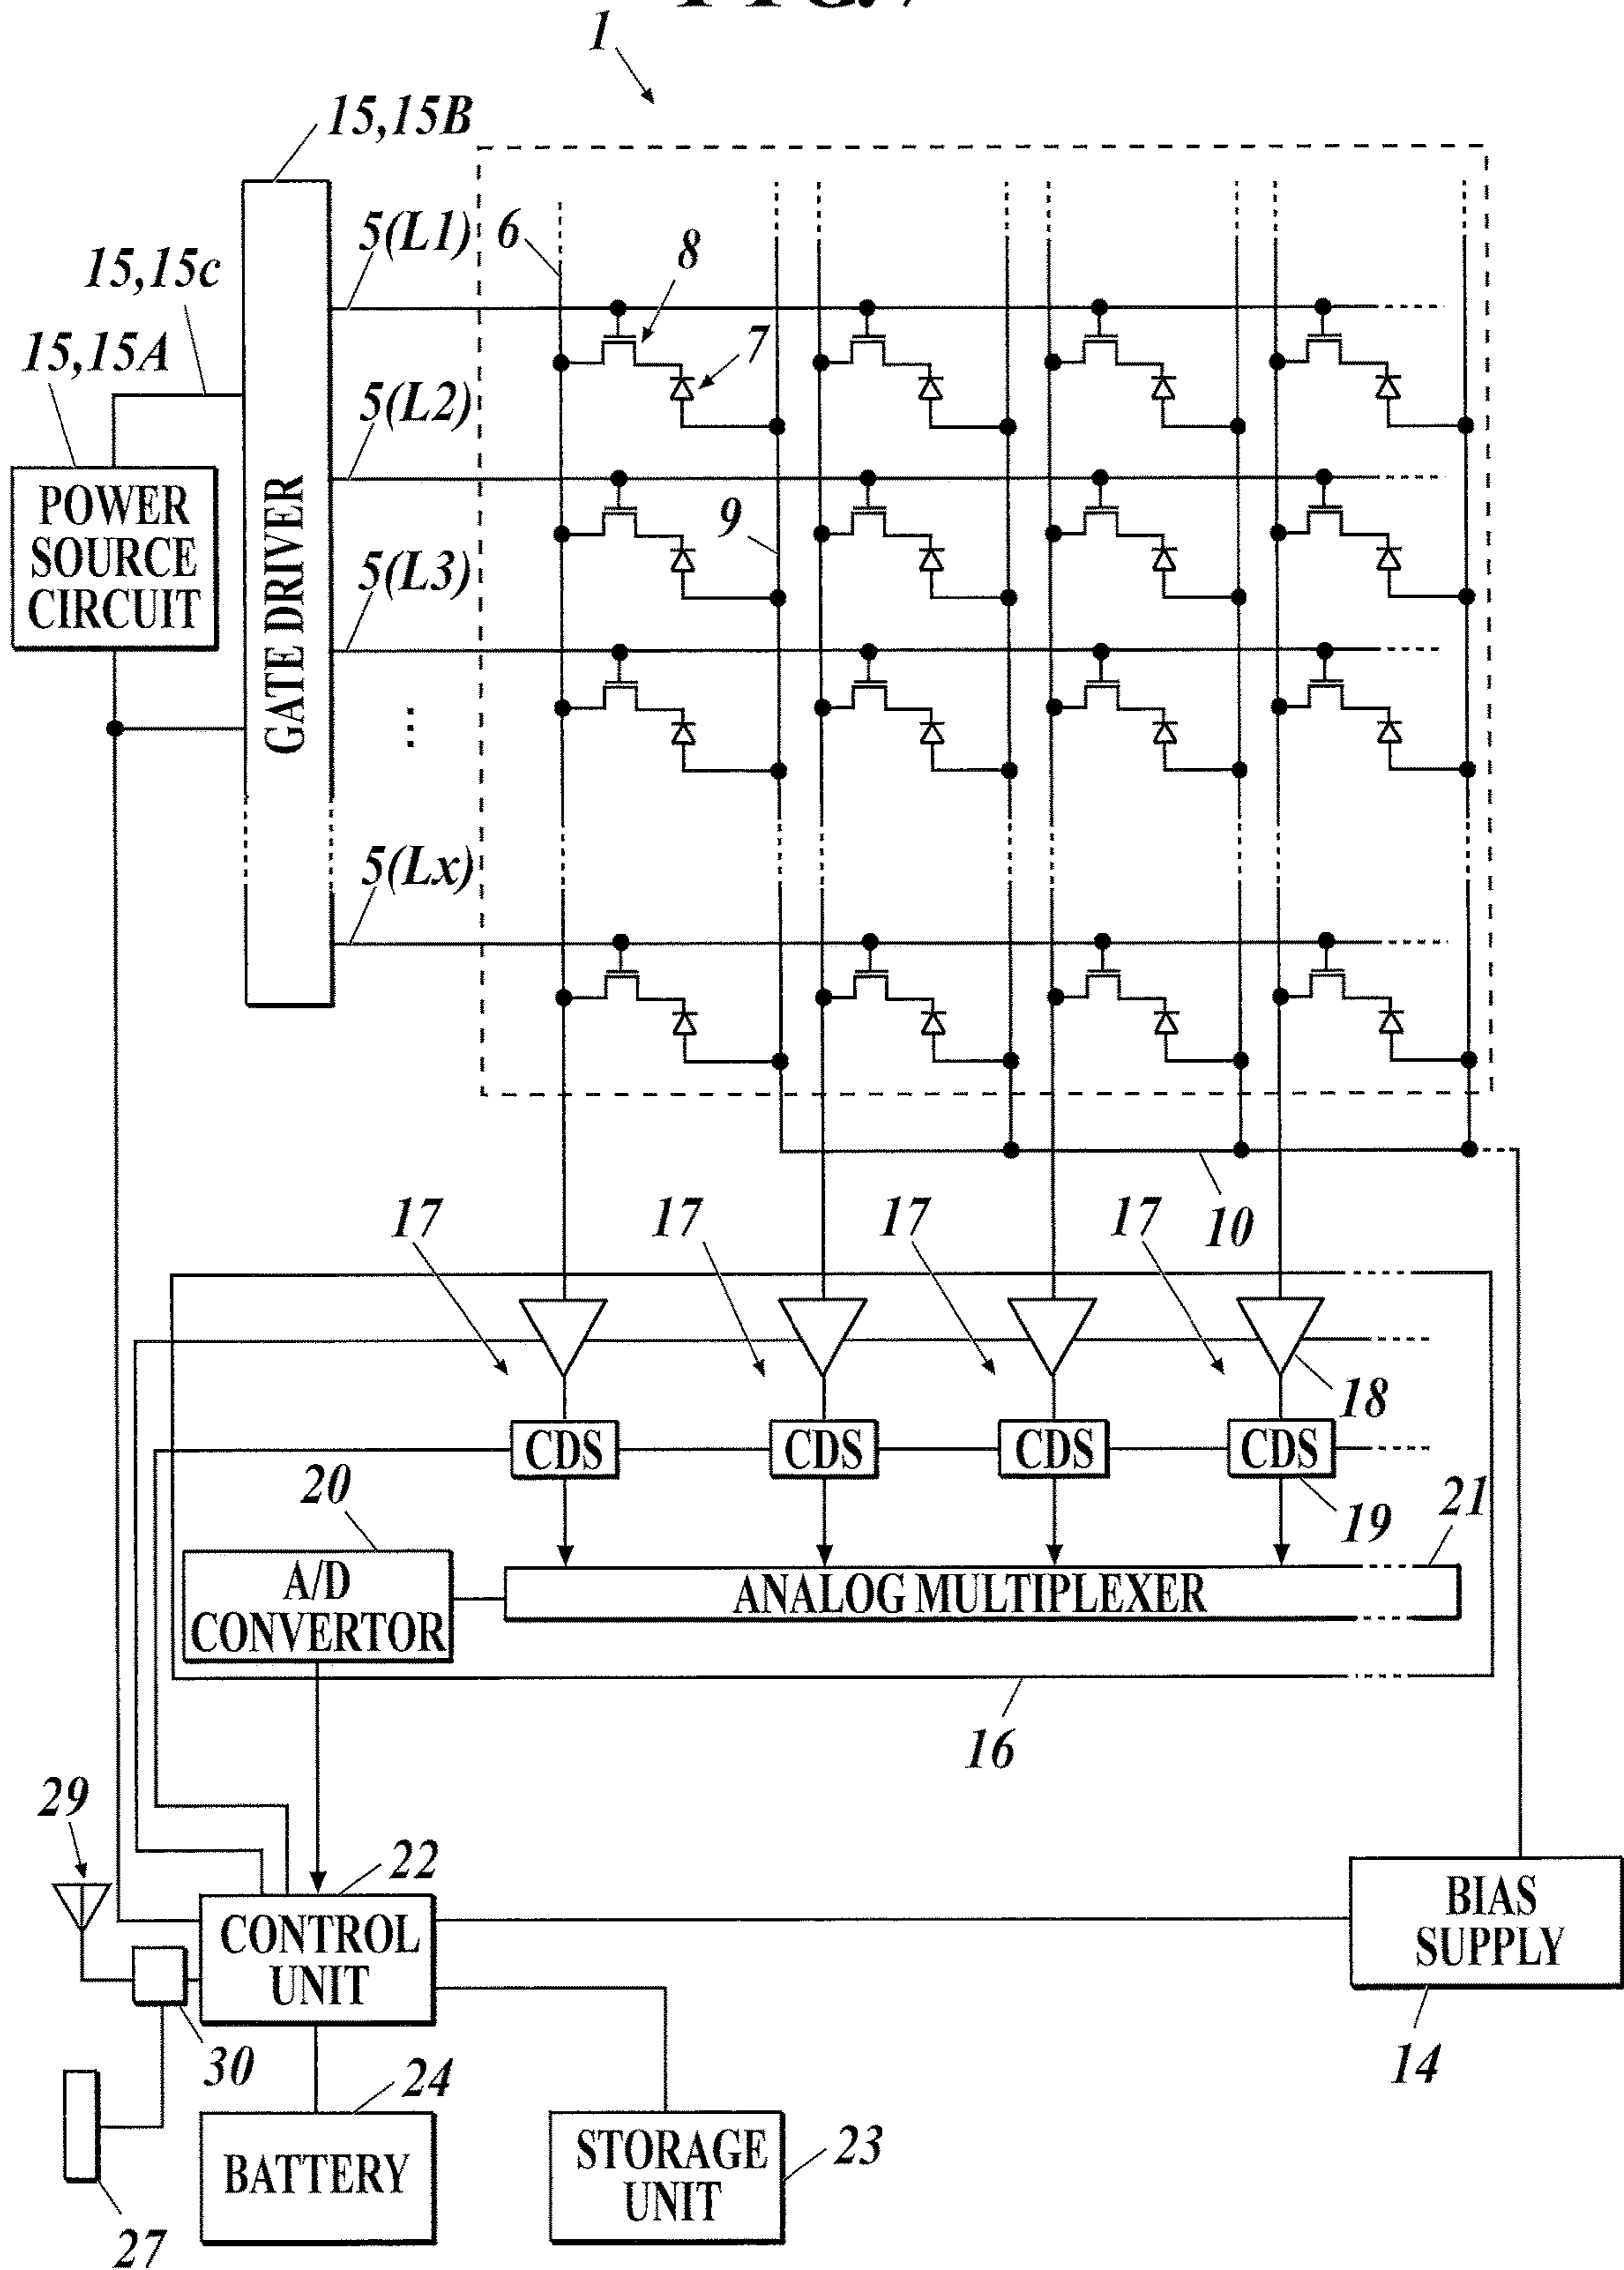 1
15,15B
5(L1)
6
8
15,15c
7
15,15A
5(L2)
POWER
SOURCE
CIRCUIT
GATE DRIVER
9
5(L3)
⋮
5(Lx)
17
17
17
17
10
18
CDS
CDS
CDS
CDS
20
21
19
A/D
CONVERTOR
ANALOG MULTIPLEXER
16
29
22
CONTROL
UNIT
BIAS
SUPPLY
30
24
14
BATTERY
STORAGE
UNIT
23
27